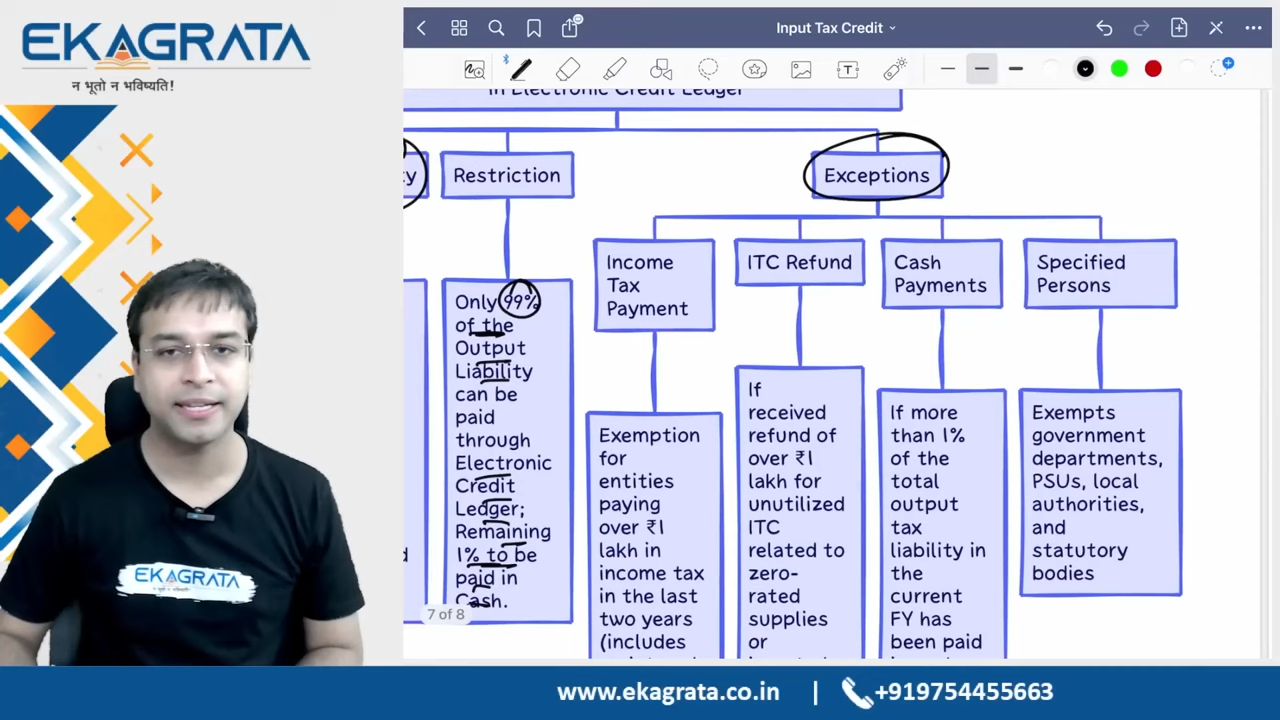 EKAGRATA
न भूतो न भविष्यति!
Input Tax Credit
T
in Electronic Credit Ledger
ty
Restriction
Exceptions
Only 99%
of the
Output
Liability
can be
paid
through
Electronic
Credit
Ledger;
Remaining
1% to be
paid in
Cash.
7 of 8
Income
Tax
Payment
Exemption
for
entities
paying
over ₹1
lakh in
income tax
in the last
two years
(includes
ITC Refund
If
received
refund of
over ₹1
lakh for
unutilized
ITC
related to
zero-
rated
supplies
or
Cash
Payments
If more
than 1%
of the
total
output
tax
liability in
the
current
FY has
been paid
Specified
Persons
Exempts
government
departments,
PSUs, local
authorities,
and
statutory
bodies
EKAGRATA
न भूतो न भविष्यति!
www.ekagrata.co.in | +919754455663